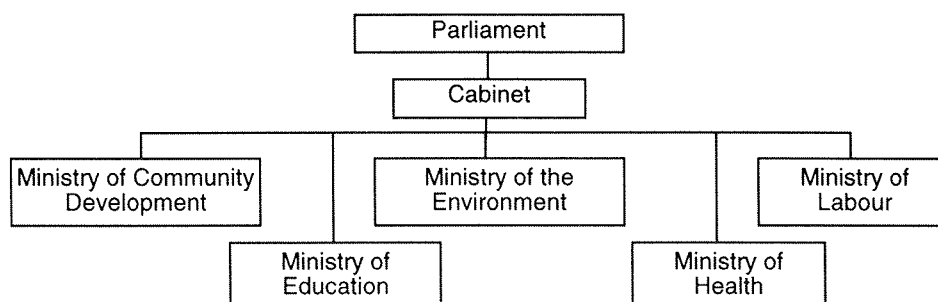 Parliament
Cabinet
Ministry of Community
Development
Ministry of the
Environment
Ministry of
Labour
Ministry of
Education
Ministry of
Health